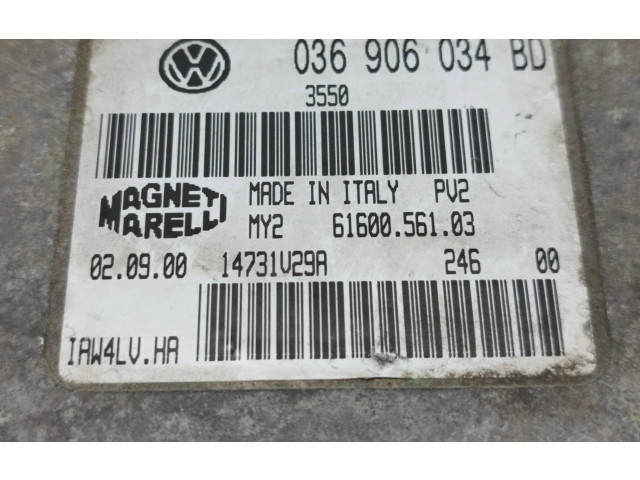 036 906 034 BD
3550
MAGNETI MARELLI
MADE IN ITALY PV2
MY2 61600.561.03
02.09.00 14731V29A 246 00
IAW4LV.HA